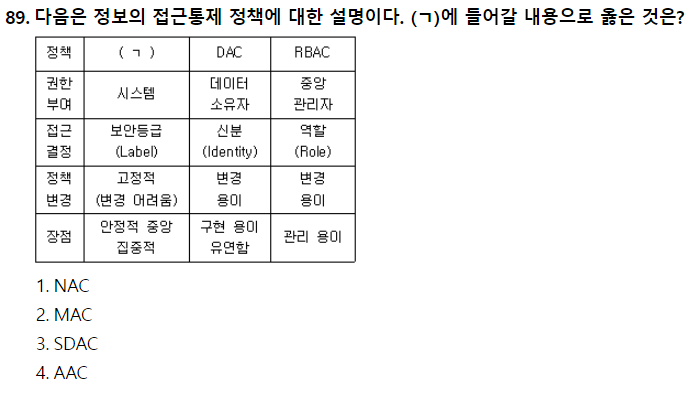 89. 다음은 정보의 접근통제 정책에 대한 설명이다. (ㄱ)에 들어갈 내용으로 옳은 것은?
정책 ( ㄱ ) DAC RBAC
권한 부여 시스템 데이터 소유자 중앙 관리자
접근 결정 보안등급 (Label) 신분 (Identity) 역할 (Role)
정책 변경 고정적 (변경 어려움) 변경 용이 변경 용이
장점 안정적 중앙 집중적 구현 용이 유연함 관리 용이
1. NAC
2. MAC
3. SDAC
4. AAC